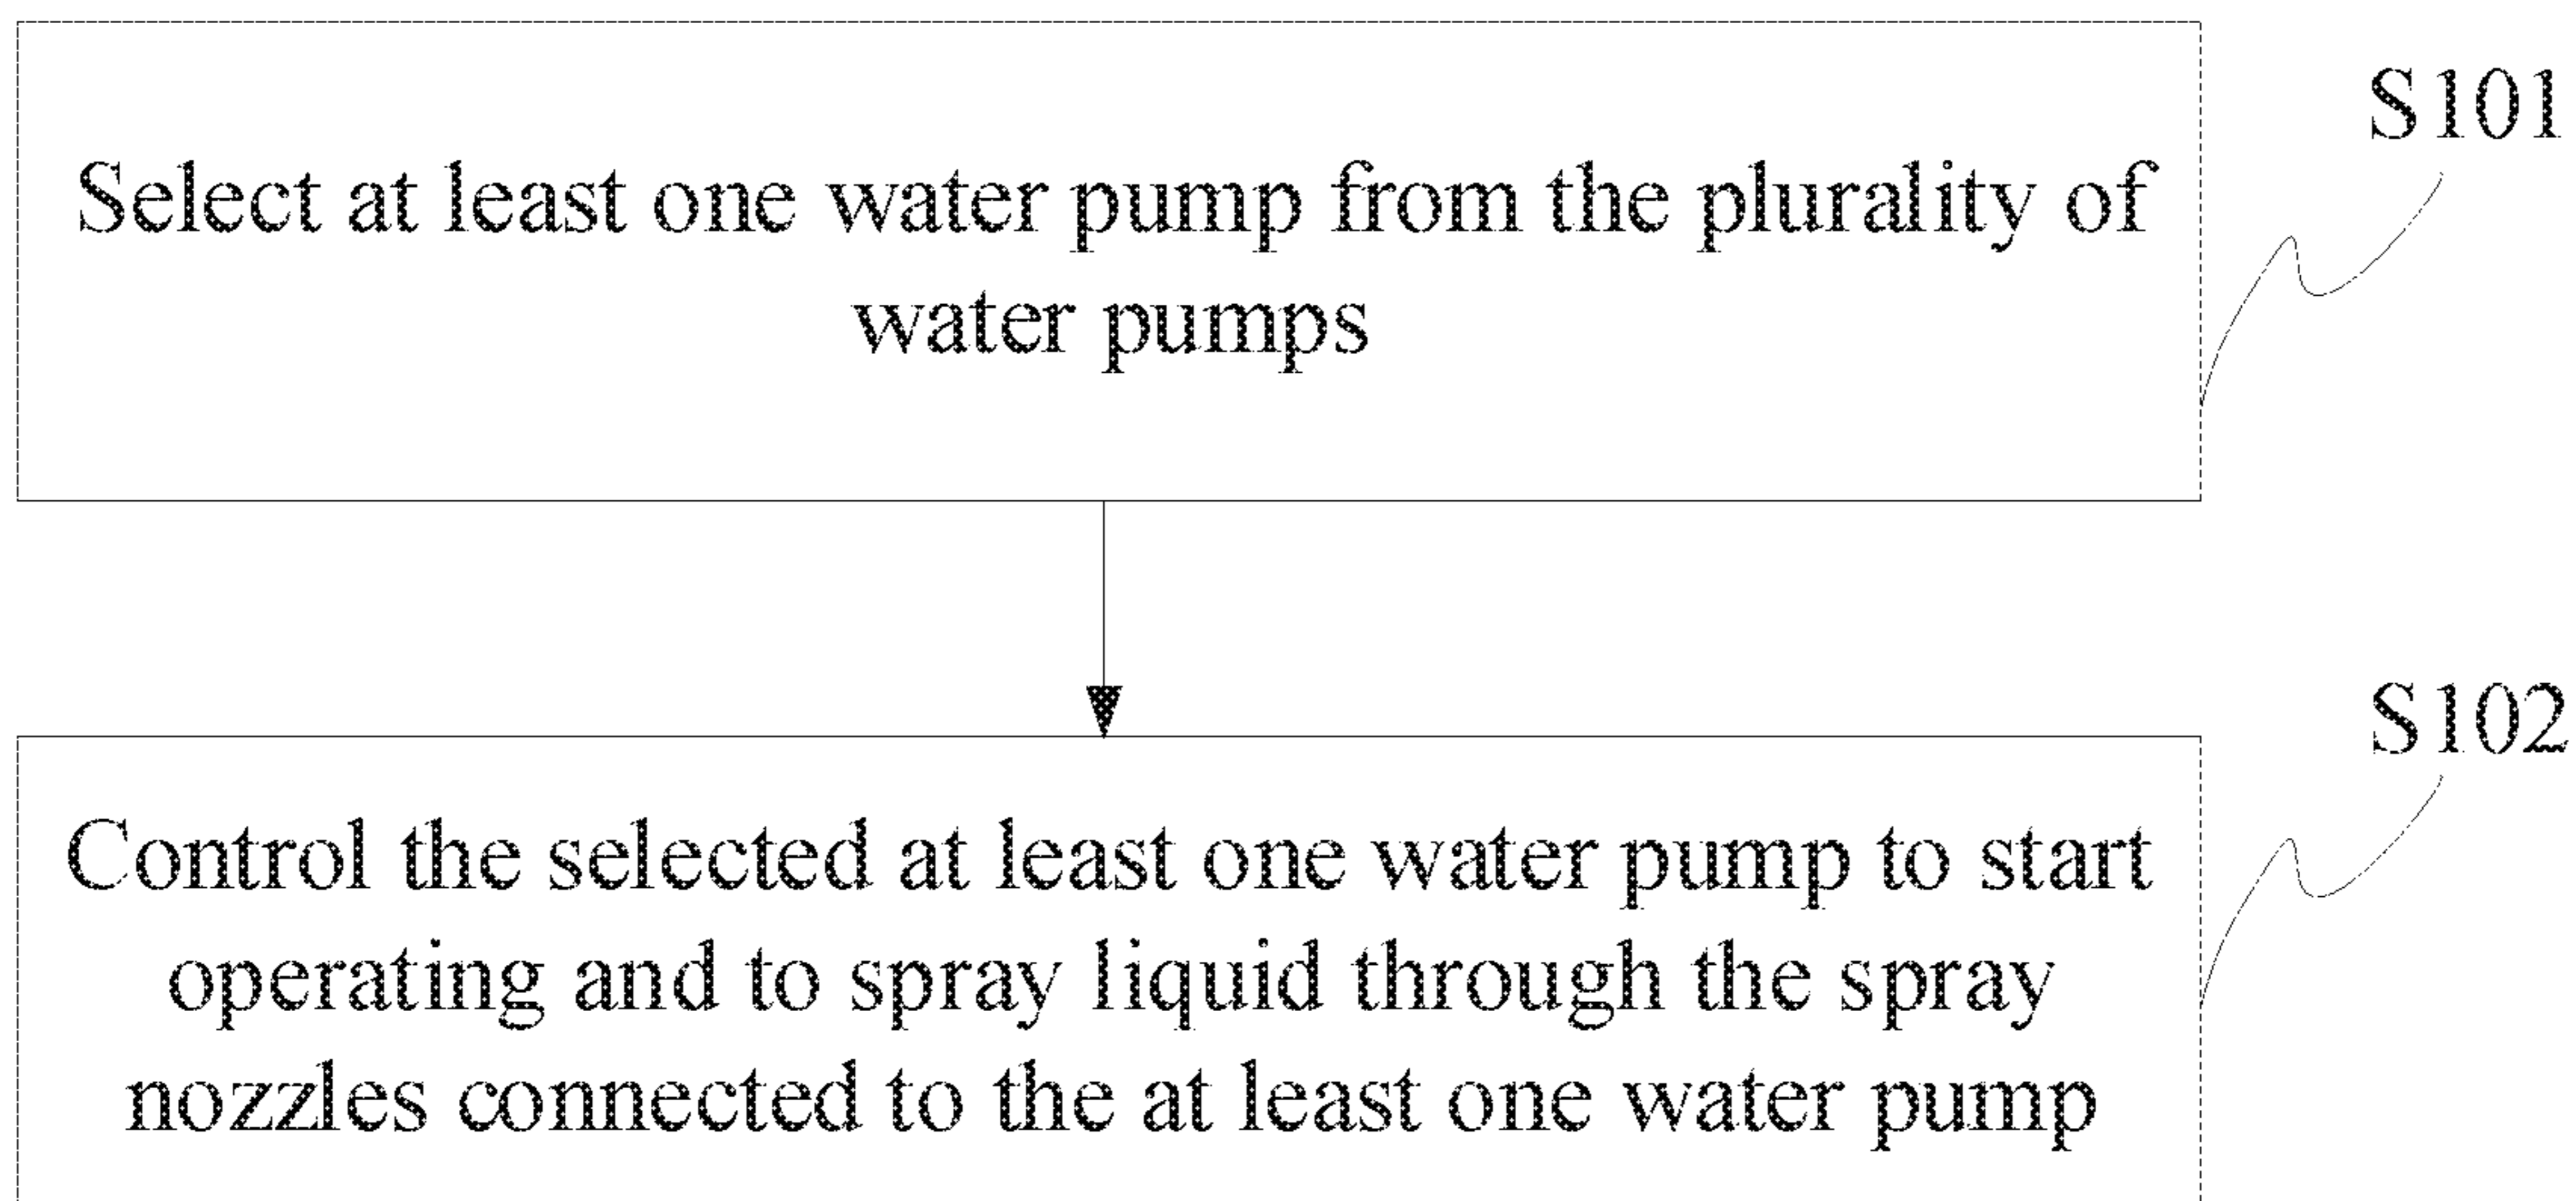 S101
Select at least one water pump from the plurality of
water pumps
S102
Control the selected at least one water pump to start
operating and to spray liquid through the spray
nozzles connected to the at least one water pump